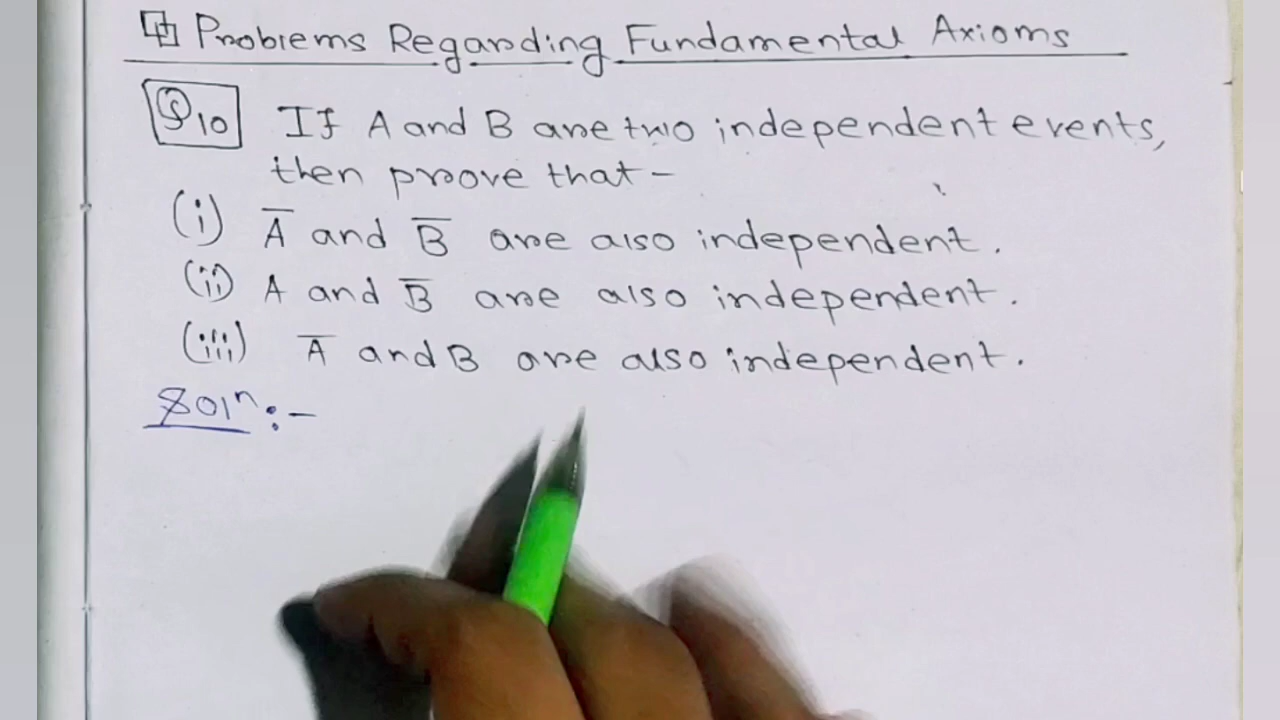 Problems Regarding Fundamental Axioms
Q10 If A and B are two independent events,
then prove that -
(i) A̅ and B̅ are also independent.
(ii) A and B̅ are also independent.
(iii) A̅ and B are also independent.
Solⁿ :-